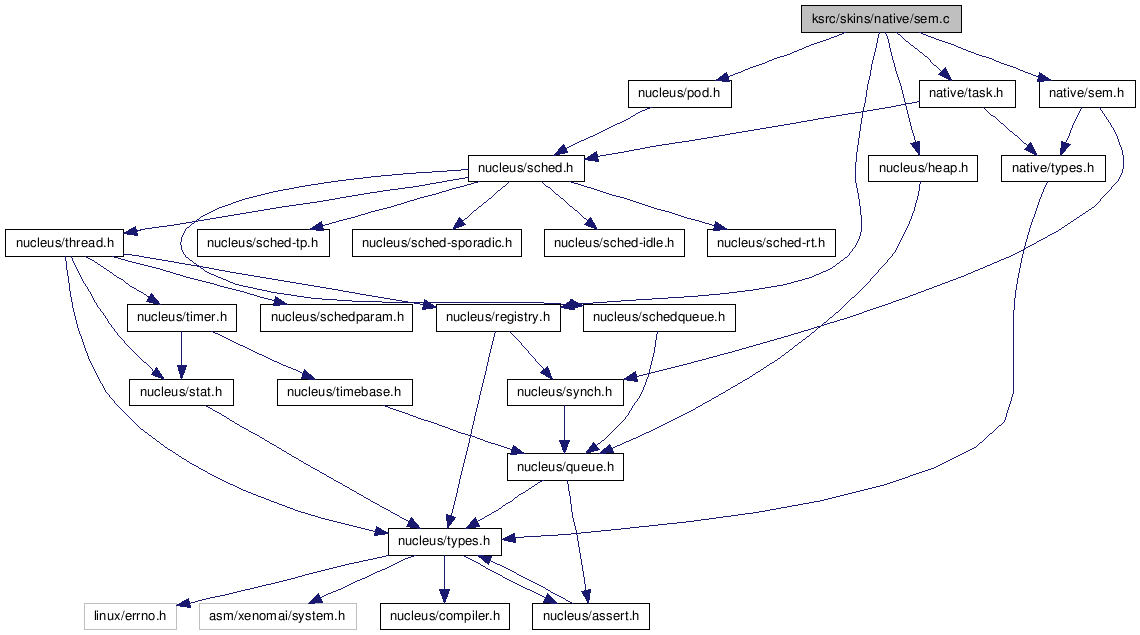 ksrc/skins/native/sem.c
nucleus/pod.h
native/task.h
native/sem.h
nucleus/sched.h
nucleus/heap.h
native/types.h
nucleus/thread.h
nucleus/sched-tp.h
nucleus/sched-sporadic.h
nucleus/sched-idle.h
nucleus/sched-rt.h
nucleus/timer.h
nucleus/schedparam.h
nucleus/registry.h
nucleus/schedqueue.h
nucleus/stat.h
nucleus/timebase.h
nucleus/synch.h
nucleus/queue.h
nucleus/types.h
linux/errno.h
asm/xenomai/system.h
nucleus/compiler.h
nucleus/assert.h